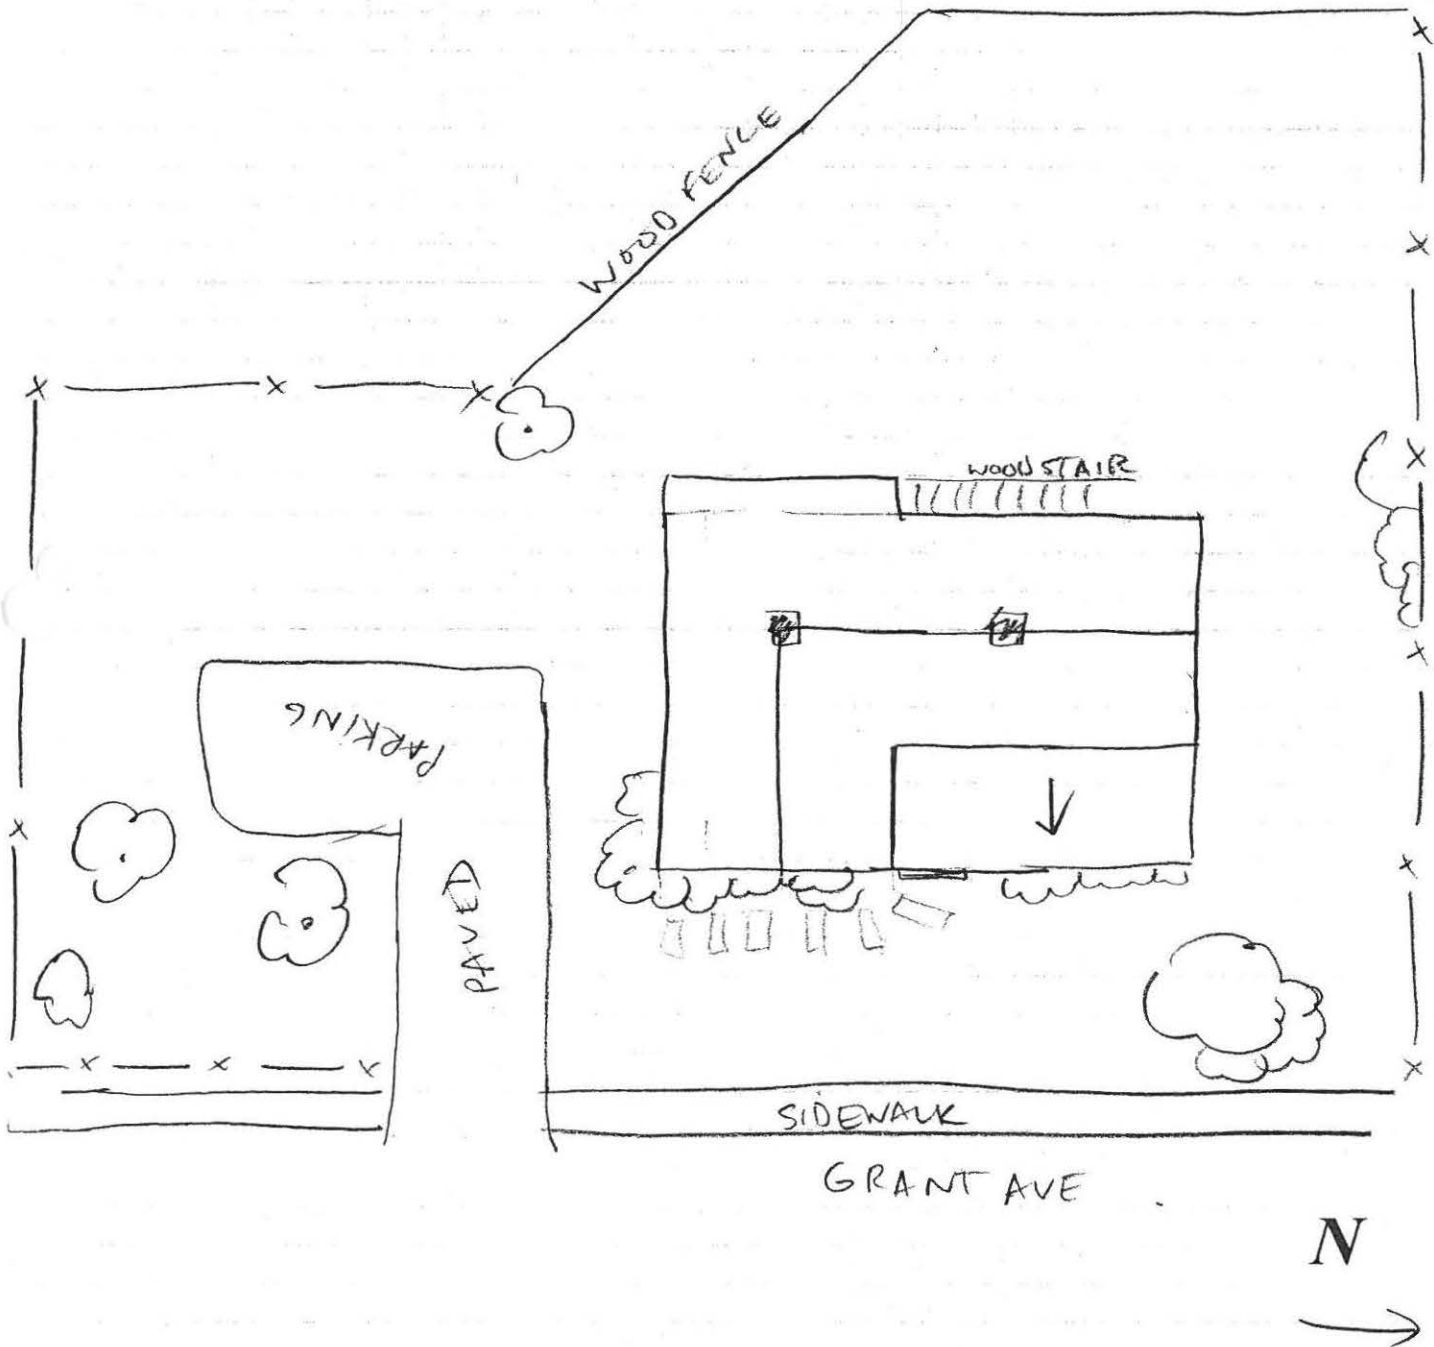 WOOD FENCE
WOOD STAIR
PARKING
PAVED
SIDEWALK
GRANT AVE
N